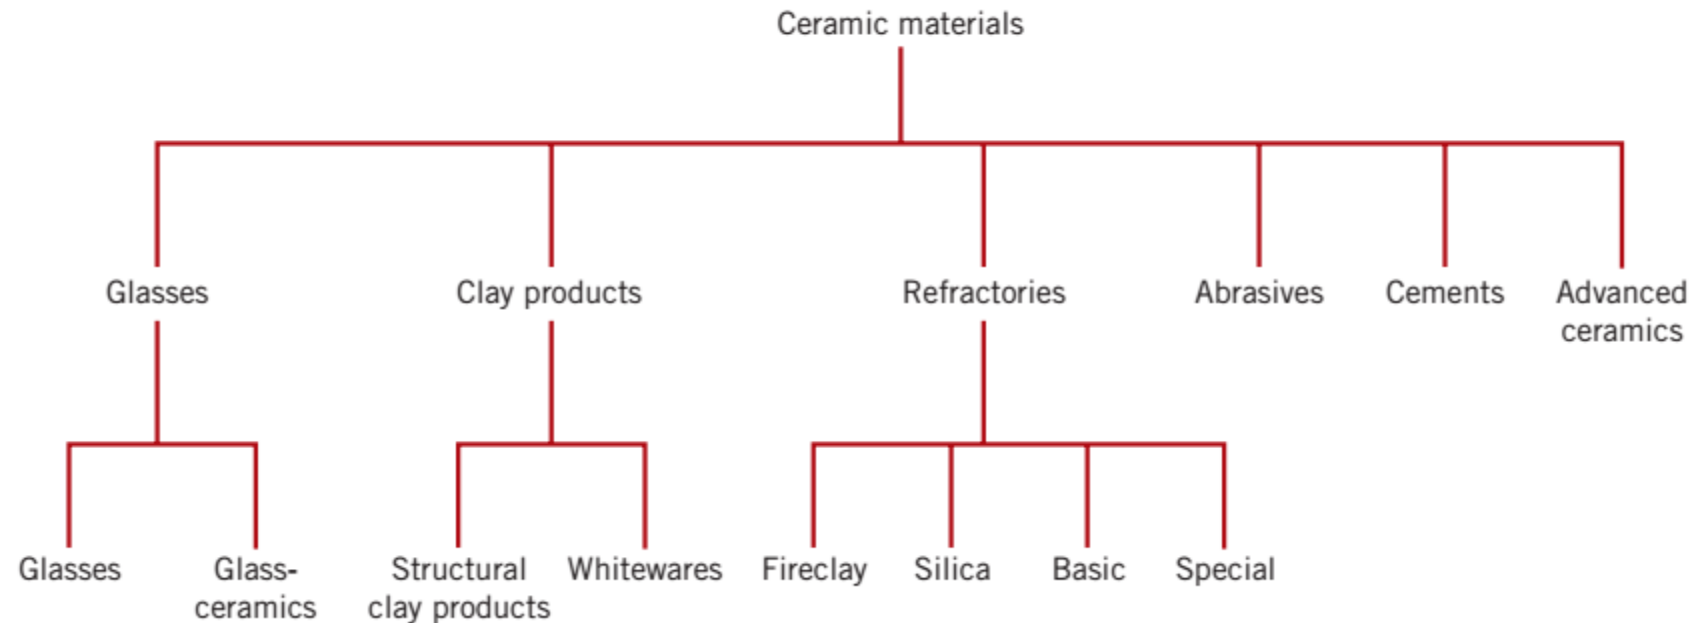 Ceramic materials
Glasses
Clay products
Refractories
Abrasives
Cements
Advanced
ceramics
Glasses
Glass-
ceramics
Structural
clay products
Whitewares
Fireclay
Silica
Basic
Special